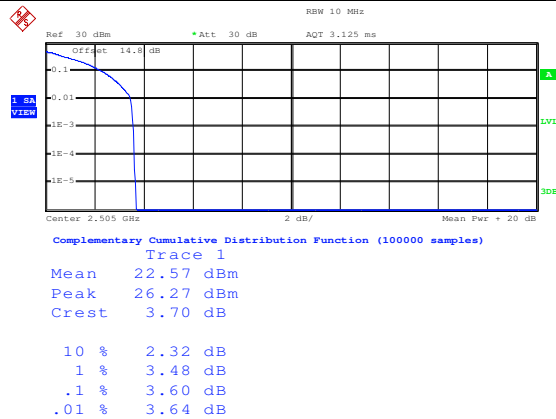 RBW 10 MHz
Ref 30 dBm *Att 30 dB AQT 3.125 ms
Offset 14.8 dB
0.1
A
0.01
1 SA
VIEW
1E-3
LVL
1E-4
1E-5
3DB
Center 2.505 GHz 2 dB/ Mean Pwr + 20 dB
Complementary Cumulative Distribution Function (100000 samples)
Trace 1
Mean 22.57 dBm
Peak 26.27 dBm
Crest 3.70 dB
10 % 2.32 dB
1 % 3.48 dB
.1 % 3.60 dB
.01 % 3.64 dB